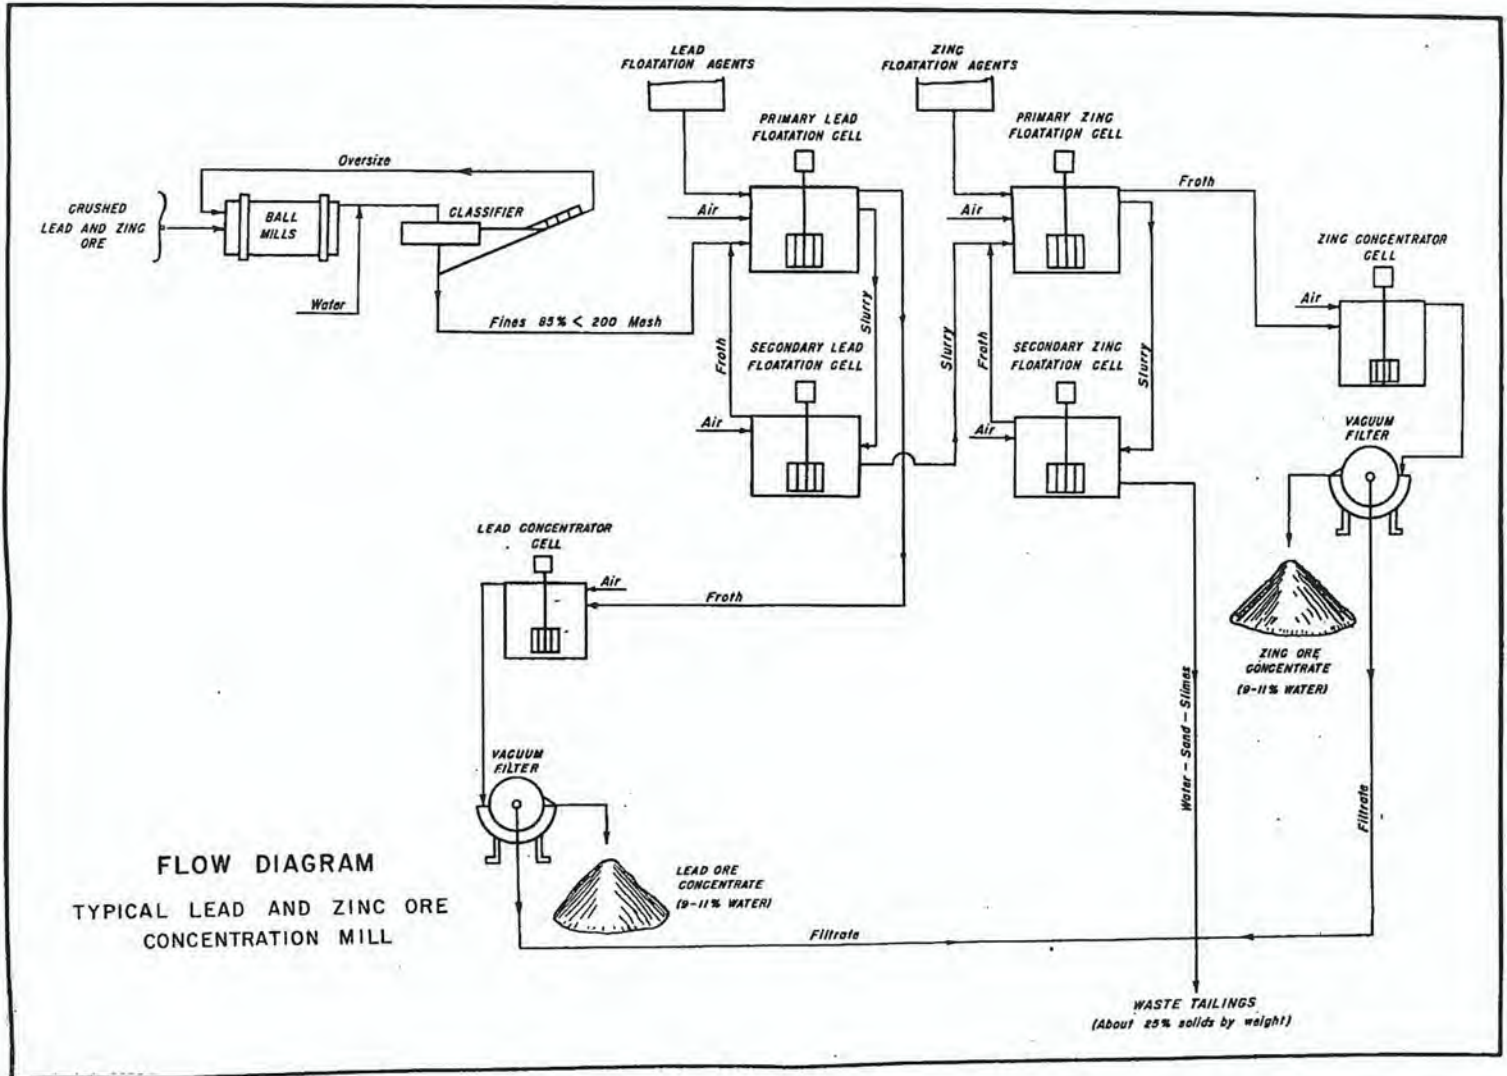 LEAD
FLOATATION AGENTS
ZINC
FLOATATION AGENTS
PRIMARY LEAD
FLOATATION CELL
PRIMARY ZINC
FLOATATION CELL
Oversize
Froth
CRUSHED
LEAD AND ZINC
ORE
BALL
MILLS
CLASSIFIER
Air
Air
ZINC CONCENTRATOR
CELL
Water
Fines 85% < 200 Mesh
Slurry
Air
Froth
SECONDARY LEAD
FLOATATION CELL
Slurry
Froth
SECONDARY ZINC
FLOATATION CELL
Slurry
Air
Air
VACUUM
FILTER
LEAD CONCENTRATOR
CELL
Air
Froth
ZINC ORE
CONCENTRATE
(9-11% WATER)
Water - Sand - Slimes
Filtrate
VACUUM
FILTER
LEAD ORE
CONCENTRATE
(9-11% WATER)
Filtrate
FLOW DIAGRAM
TYPICAL LEAD AND ZINC ORE
CONCENTRATION MILL
WASTE TAILINGS
(About 25% solids by weight)